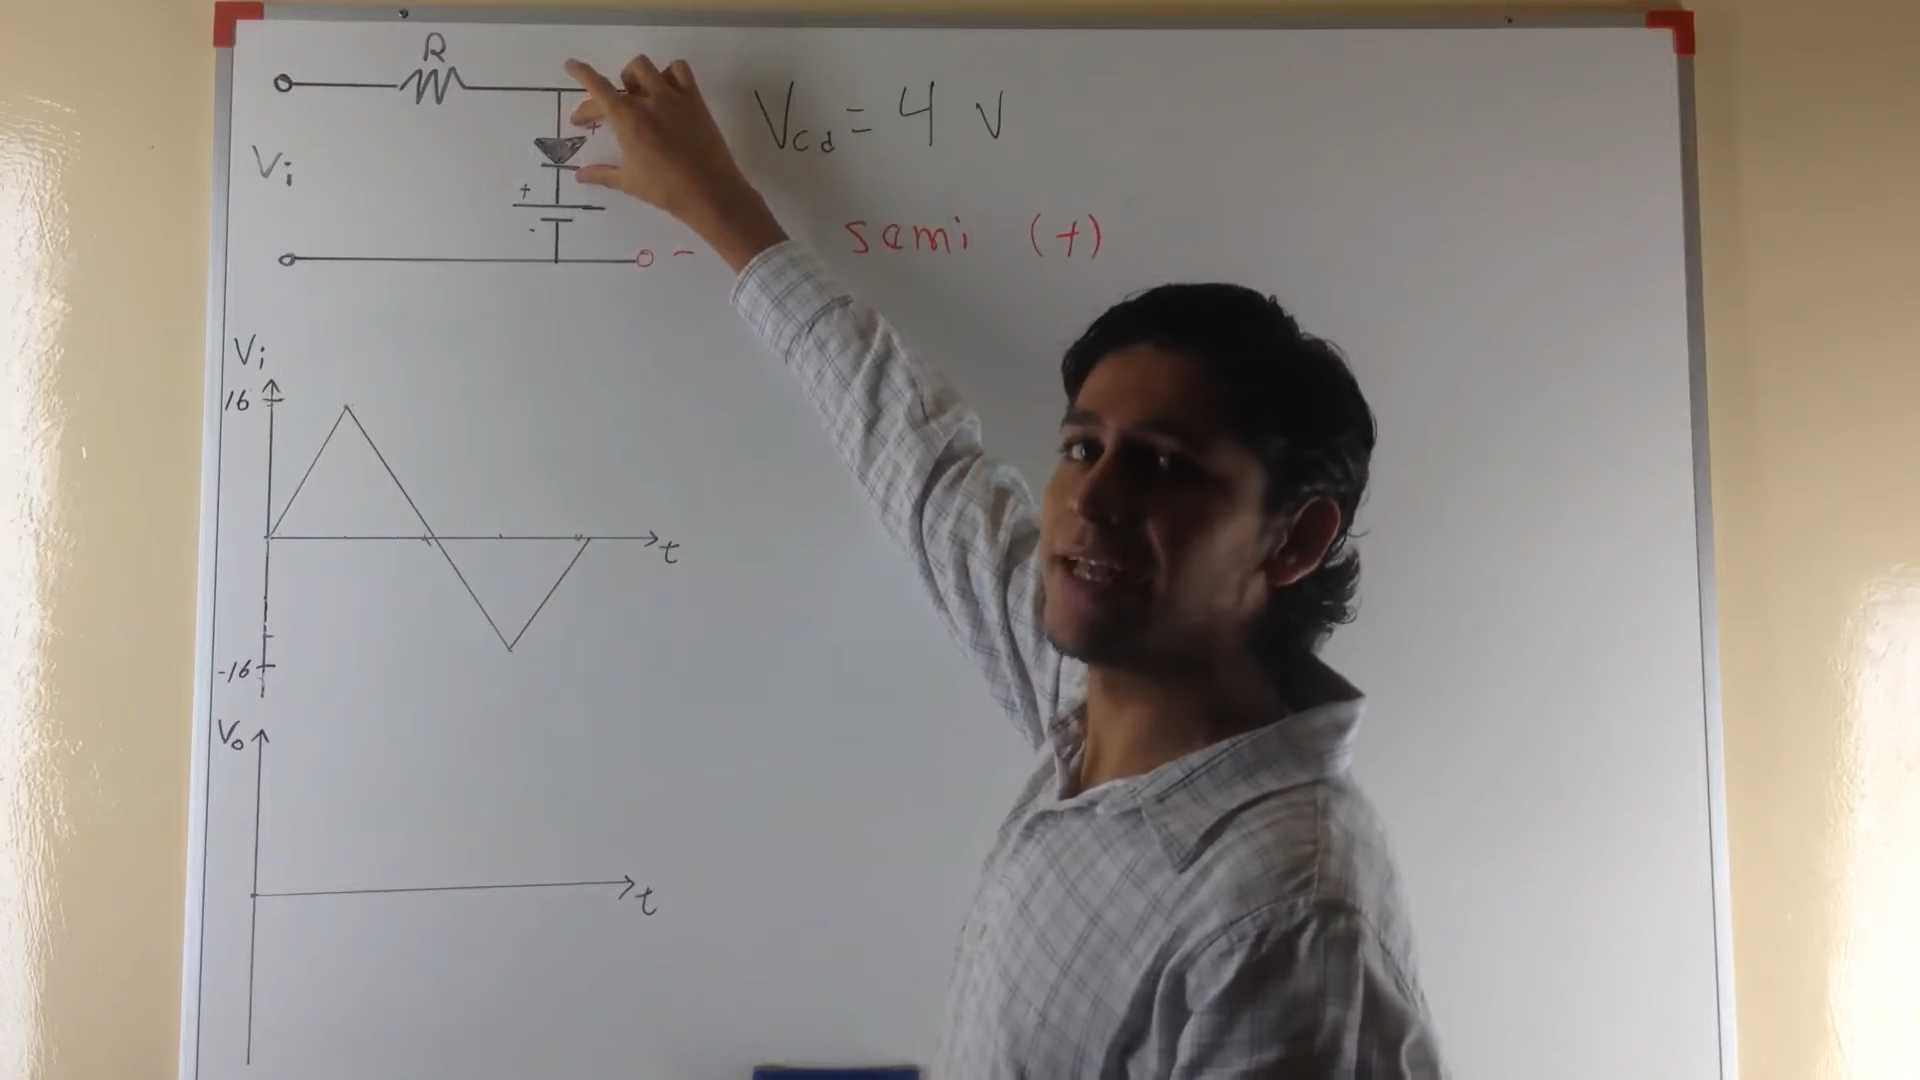 R
Vcd = 4 V
+
Vi
+
-
-
semi (+)
Vi
16
t
-16
Vo
t